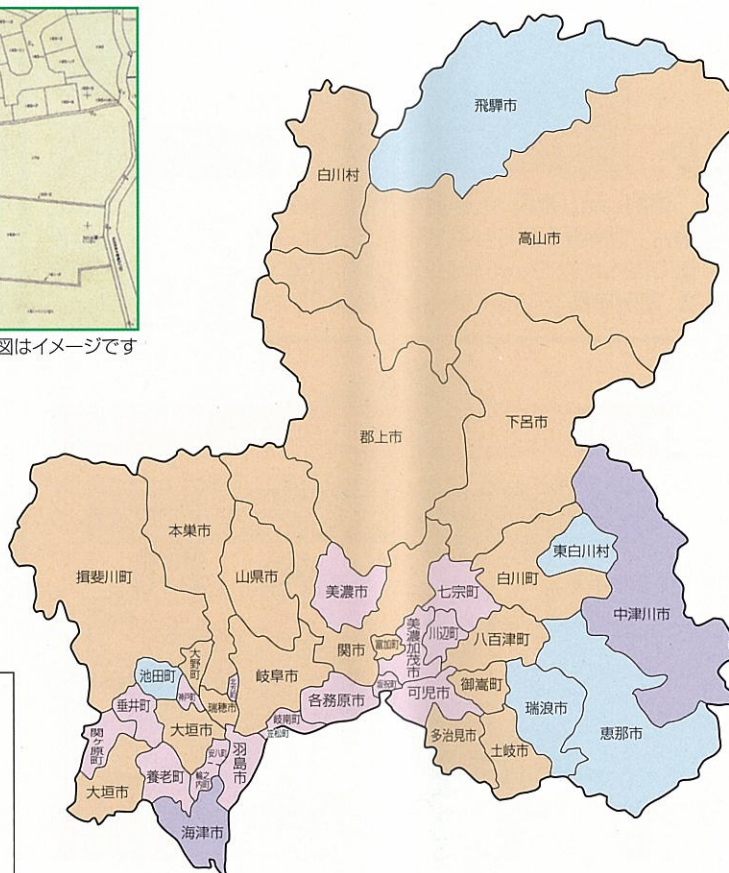 図はイメージです
飛騨市
白川村
高山市
郡上市
下呂市
本巣市
揖斐川町
山県市
美濃市
七宗町
白川町
東白川村
中津川市
関市
富加町
美濃加茂市
川辺町
八百津町
大野町
池田町
神戸町
北方町
岐阜市
瑞穂市
坂祝町
可児市
御嵩町
瑞浪市
恵那市
垂井町
関ヶ原町
大垣市
各務原市
岐南町
笠松町
多治見市
土岐市
安八町
羽島市
養老町
輪之内町
大垣市
海津市